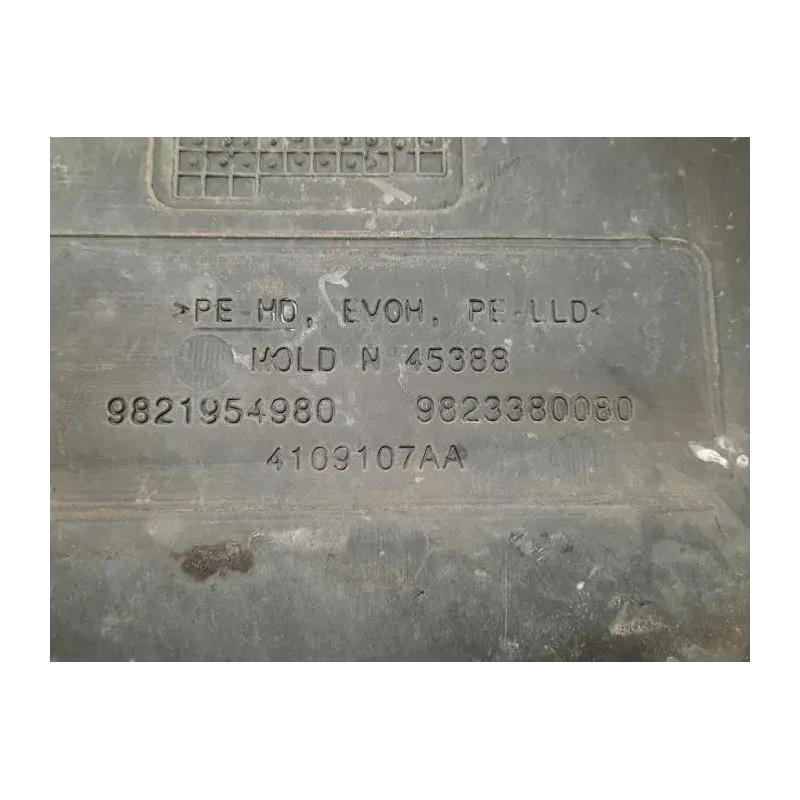 >PE-HD, EVOH, PE-LLD<
MOLD N°45388
9821954980 9823380080
4109107AA